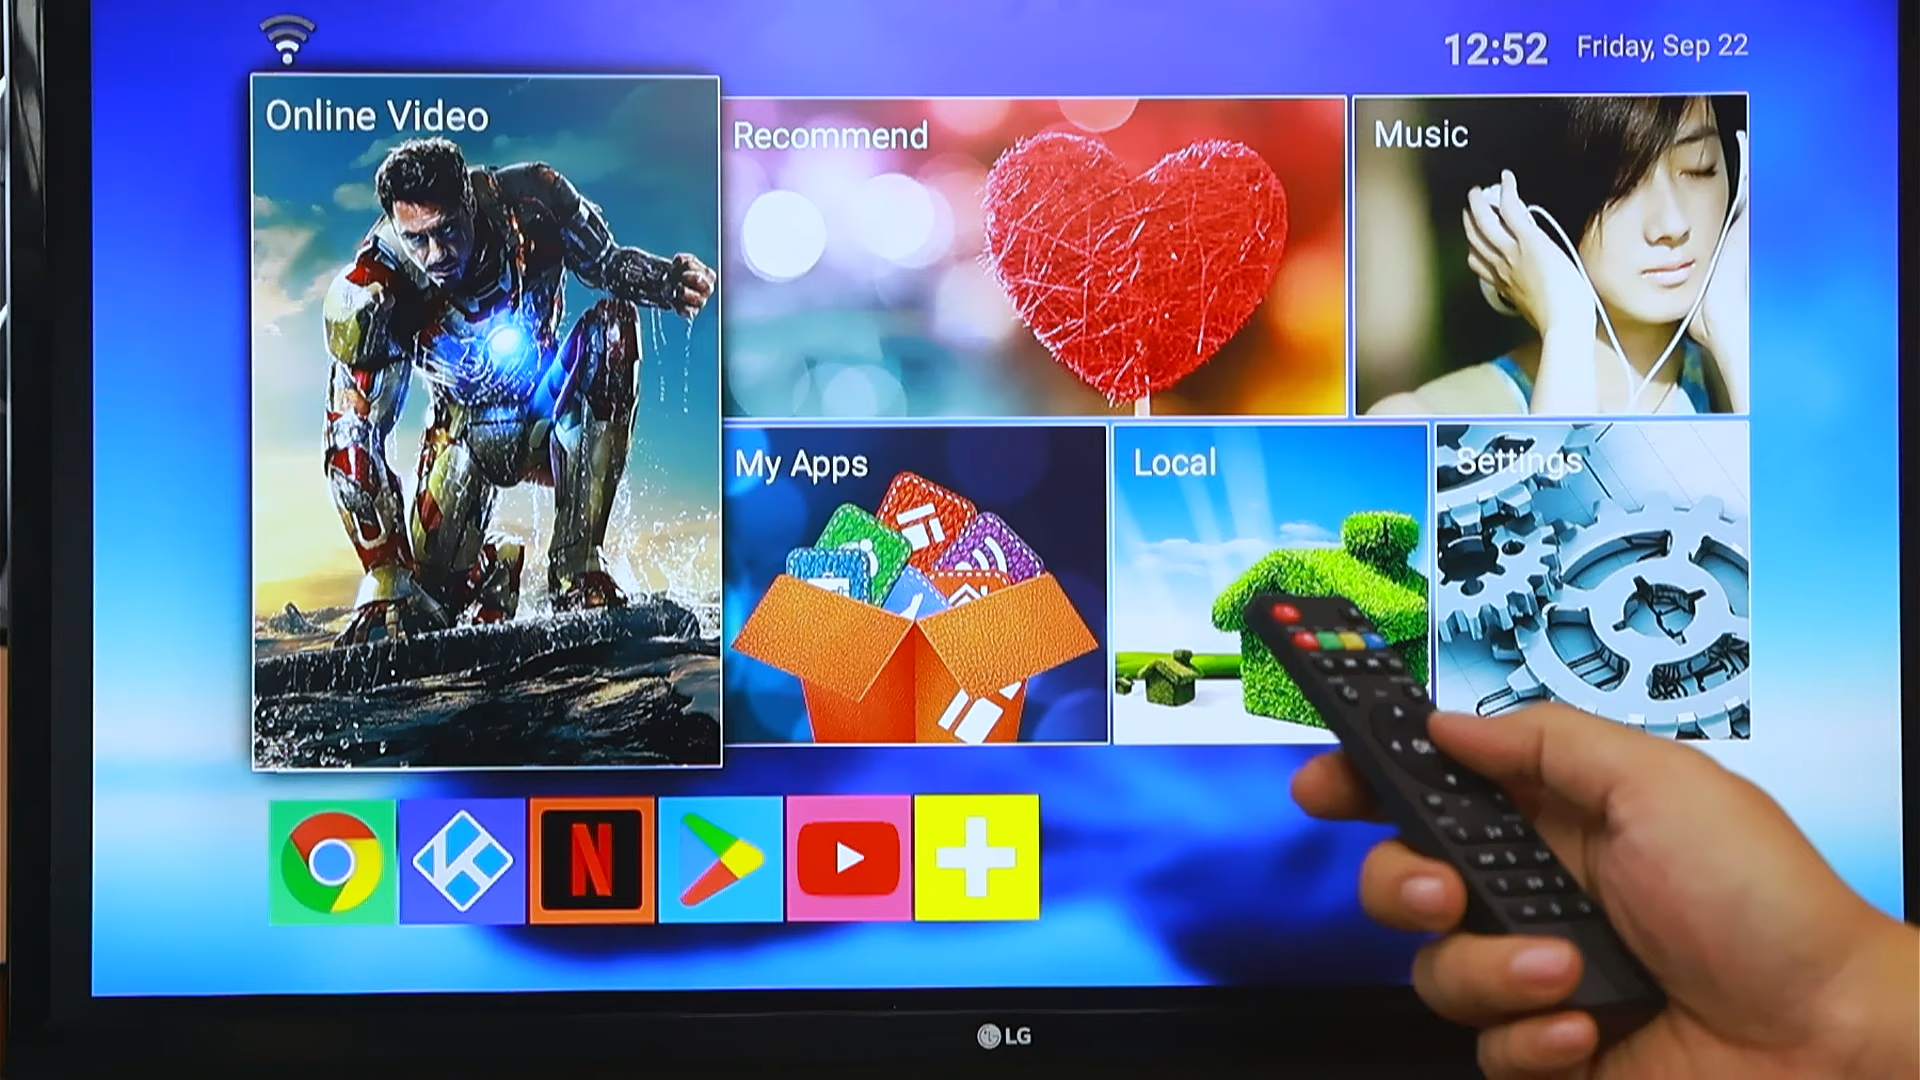 12:52 Friday, Sep 22
Online Video
Recommend
Music
My Apps
Local
Settings
N
LG